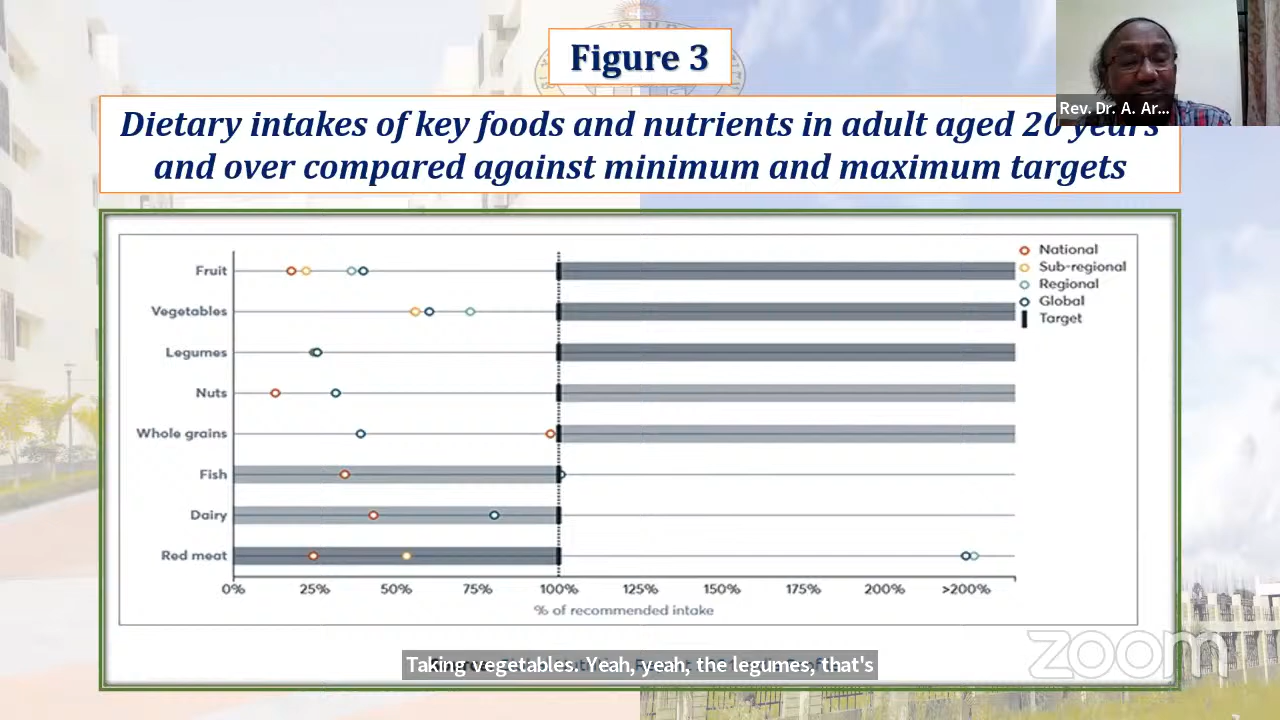 Figure 3
Rev. Dr. A. Ar...
Dietary intakes of key foods and nutrients in adult aged 20 years
and over compared against minimum and maximum targets
National
Sub-regional
Regional
Global
Target
Fruit
Vegetables
Legumes
Nuts
Whole grains
Fish
Dairy
Red meat
0% 25% 50% 75% 100% 125% 150% 175% 200% >200%
% of recommended intake
Taking vegetables. Yeah, yeah, the legumes, that's
zoom